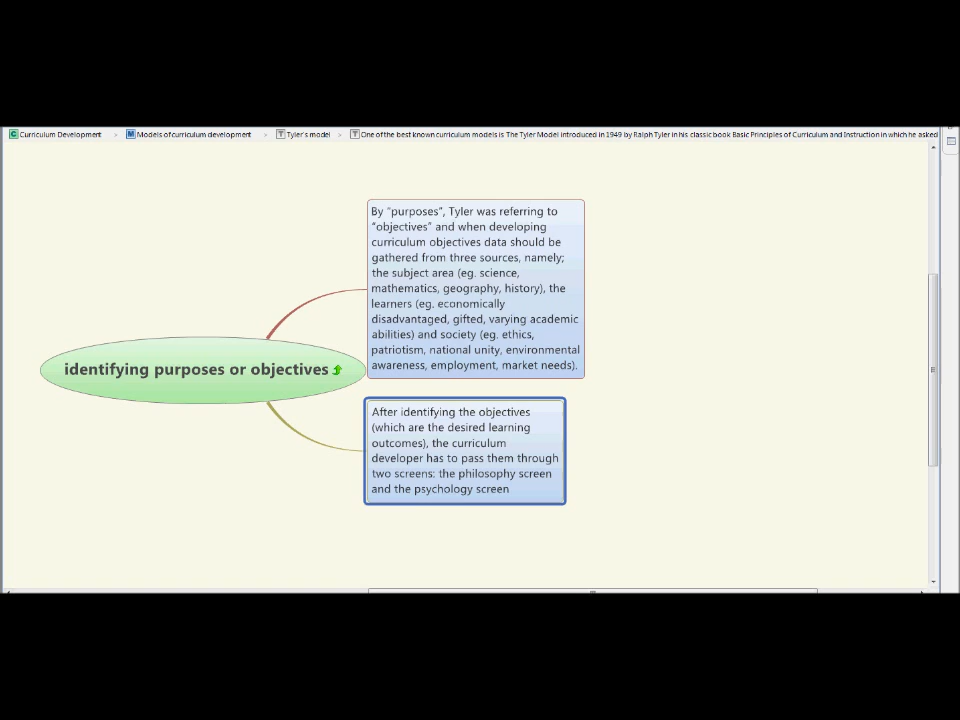 C Curriculum Development > M Models of curriculum development > T Tyler's model > T One of the best known curriculum models is The Tyler Model introduced in 1949 by Ralph Tyler in his classic book Basic Principles of Curriculum and Instruction in which he asked
By "purposes", Tyler was referring to
"objectives" and when developing
curriculum objectives data should be
gathered from three sources, namely;
the subject area (eg. science,
mathematics, geography, history), the
learners (eg. economically
disadvantaged, gifted, varying academic
abilities) and society (eg. ethics,
patriotism, national unity, environmental
awareness, employment, market needs).
identifying purposes or objectives
After identifying the objectives
(which are the desired learning
outcomes), the curriculum
developer has to pass them through
two screens: the philosophy screen
and the psychology screen